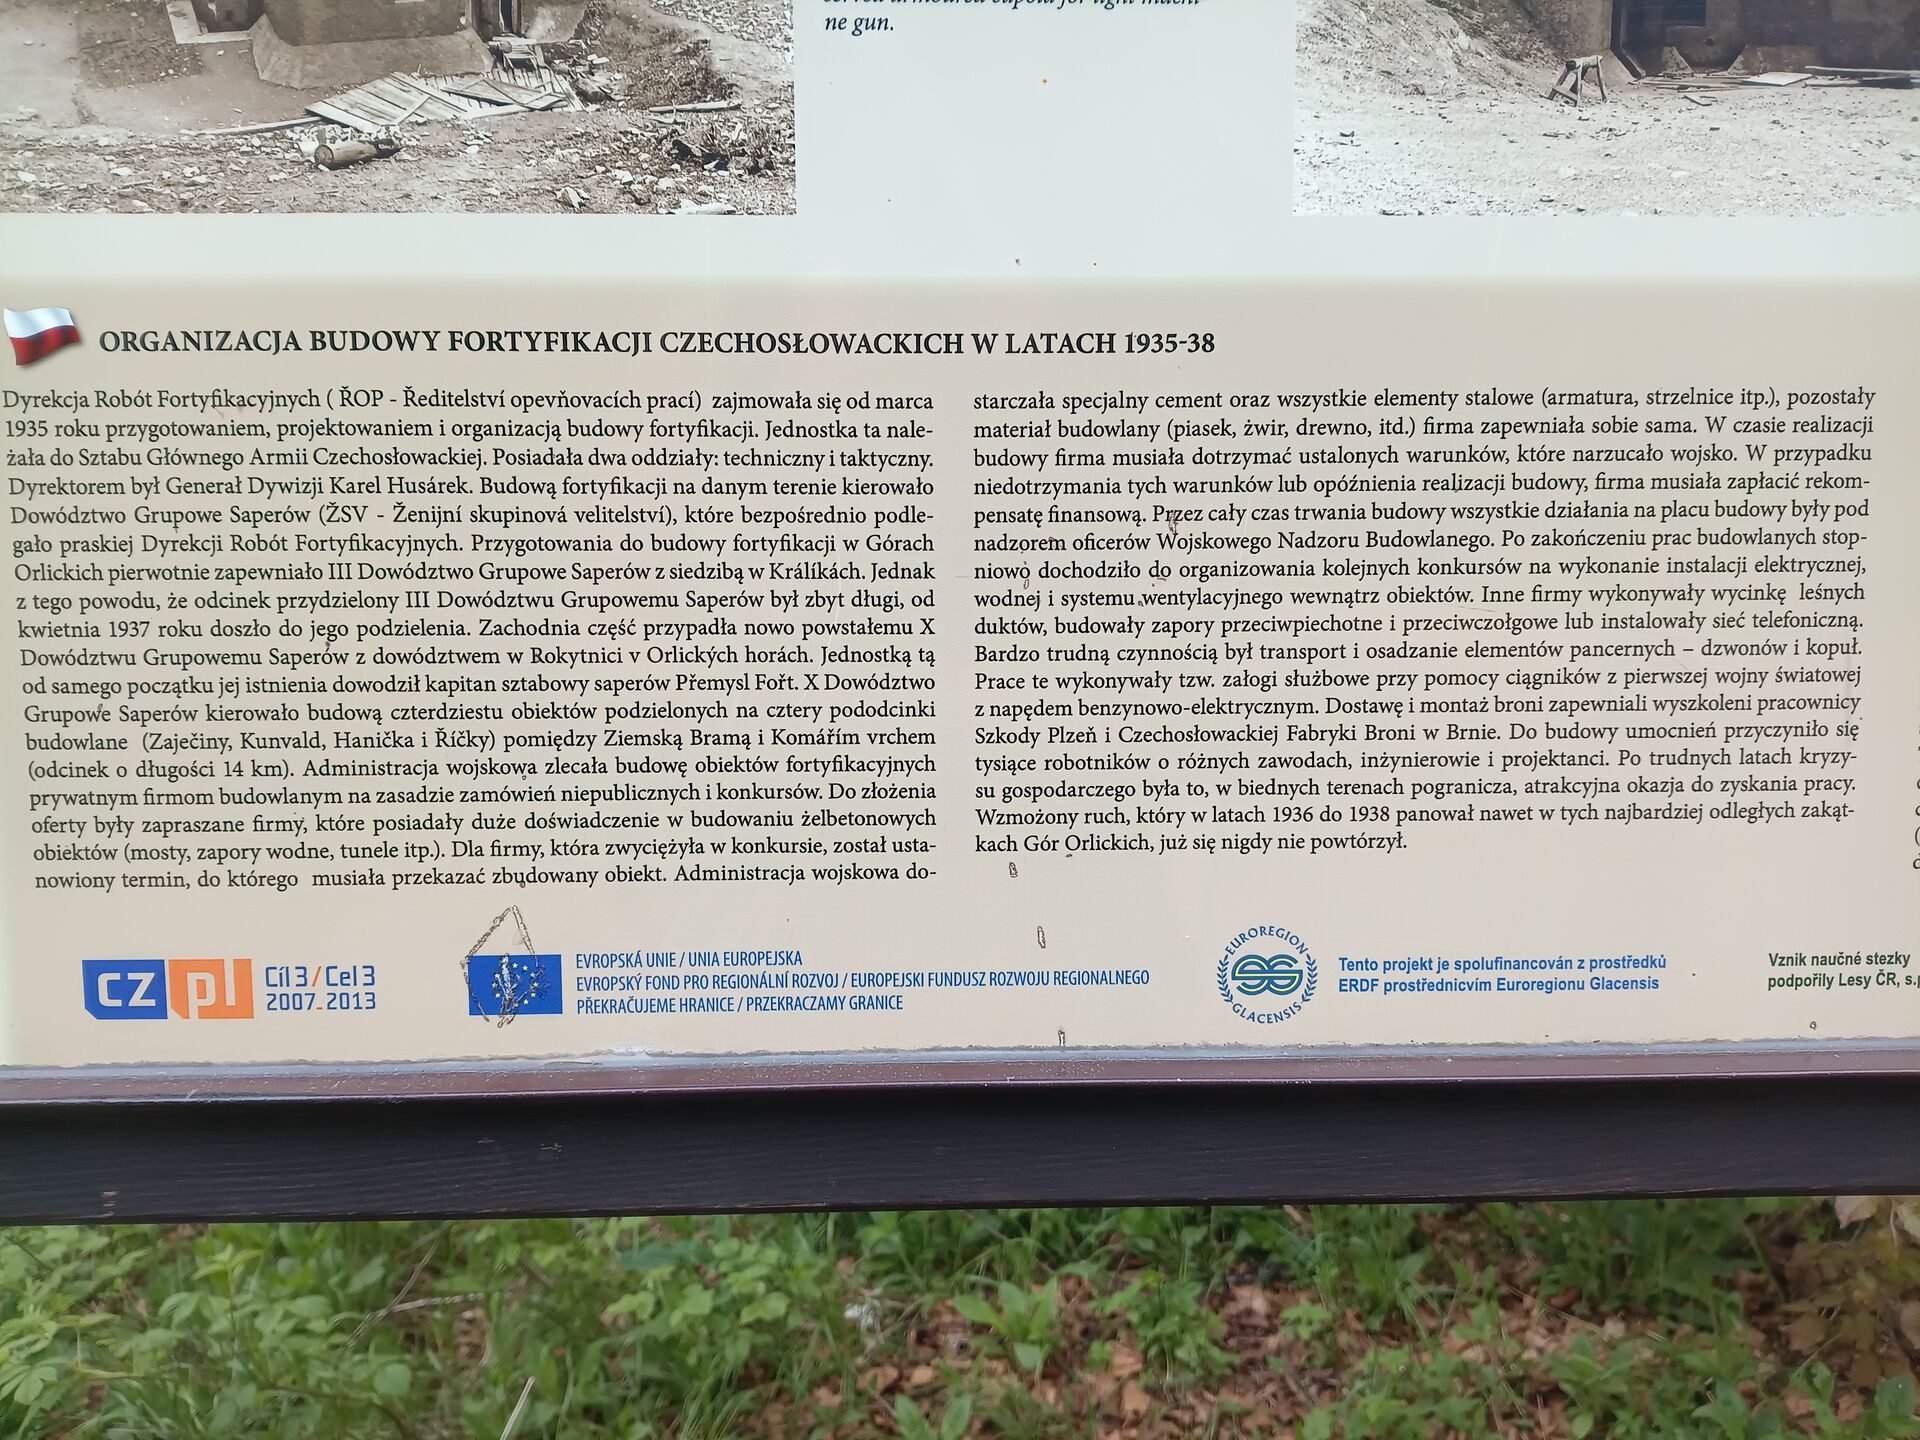 ne gun.
ORGANIZACJA BUDOWY FORTYFIKACJI CZECHOSŁOWACKICH W LATACH 1935-38
Dyrekcja Robót Fortyfikacyjnych ( ŘOP - Ředitelství opevňovacích prací) zajmowała się od marca
1935 roku przygotowaniem, projektowaniem i organizacją budowy fortyfikacji. Jednostka ta nale-
żała do Sztabu Głównego Armii Czechosłowackiej. Posiadała dwa oddziały: techniczny i taktyczny.
Dyrektorem był Generał Dywizji Karel Husárek. Budową fortyfikacji na danym terenie kierowało
Dowództwo Grupowe Saperów (ŽSV - Ženijní skupinová velitelství), które bezpośrednio podle-
gało praskiej Dyrekcji Robót Fortyfikacyjnych. Przygotowania do budowy fortyfikacji w Górach
Orlickich pierwotnie zapewniało III Dowództwo Grupowe Saperów z siedzibą w Králíkách. Jednak
z tego powodu, że odcinek przydzielony III Dowództwu Grupowemu Saperów był zbyt długi, od
kwietnia 1937 roku doszło do jego podzielenia. Zachodnia część przypadła nowo powstałemu X
Dowództwu Grupowemu Saperów z dowództwem w Rokytnici v Orlických horách. Jednostką tą
od samego początku jej istnienia dowodził kapitan sztabowy saperów Přemysl Fořt. X Dowództwo
Grupowe Saperów kierowało budową czterdziestu obiektów podzielonych na cztery pododcinki
budowlane (Zaječiny, Kunvald, Hanička i Říčky) pomiędzy Ziemską Bramą i Komářím vrchem
(odcinek o długości 14 km). Administracja wojskowa zlecała budowę obiektów fortyfikacyjnych
prywatnym firmom budowlanym na zasadzie zamówień niepublicznych i konkursów. Do złożenia
oferty były zapraszane firmy, które posiadały duże doświadczenie w budowaniu żelbetonowych
obiektów (mosty, zapory wodne, tunele itp.). Dla firmy, która zwyciężyła w konkursie, został usta-
nowiony termin, do którego musiała przekazać zbudowany obiekt. Administracja wojskowa do-
starczała specjalny cement oraz wszystkie elementy stalowe (armatura, strzelnice itp.), pozostały
materiał budowlany (piasek, żwir, drewno, itd.) firma zapewniała sobie sama. W czasie realizacji
budowy firma musiała dotrzymać ustalonych warunków, które narzucało wojsko. W przypadku
niedotrzymania tych warunków lub opóźnienia realizacji budowy, firma musiała zapłacić rekom-
pensatę finansową. Przez cały czas trwania budowy wszystkie działania na placu budowy były pod
nadzorem oficerów Wojskowego Nadzoru Budowlanego. Po zakończeniu prac budowlanych stop-
niowo dochodziło do organizowania kolejnych konkursów na wykonanie instalacji elektrycznej,
wodnej i systemu wentylacyjnego wewnątrz obiektów. Inne firmy wykonywały wycinkę leśnych
duktów, budowały zapory przeciwpiechotne i przeciwczołgowe lub instalowały sieć telefoniczną.
Bardzo trudną czynnością był transport i osadzanie elementów pancernych – dzwonów i kopuł.
Prace te wykonywały tzw. załogi służbowe przy pomocy ciągników z pierwszej wojny światowej
z napędem benzynowo-elektrycznym. Dostawę i montaż broni zapewniali wyszkoleni pracownicy
Szkody Plzeň i Czechosłowackiej Fabryki Broni w Brnie. Do budowy umocnień przyczyniło się
tysiące robotników o różnych zawodach, inżynierowie i projektanci. Po trudnych latach kryzy-
su gospodarczego była to, w biednych terenach pogranicza, atrakcyjna okazja do zyskania pracy.
Wzmożony ruch, który w latach 1936 do 1938 panował nawet w tych najbardziej odległych zakąt-
kach Gór Orlickich, już się nigdy nie powtórzył.
cz pl
Cíl 3 / Cel 3
2007_2013
EVROPSKÁ UNIE / UNIA EUROPEJSKA
EVROPSKÝ FOND PRO REGIONÁLNÍ ROZVOJ / EUROPEJSKI FUNDUSZ ROZWOJU REGIONALNEGO
PŘEKRAČUJEME HRANICE / PRZEKRACZAMY GRANICE
EUROREGION
GLACENSIS
Tento projekt je spolufinancován z prostředků
ERDF prostřednicvím Euroregionu Glacensis
Vznik naučné stezky
podpořily Lesy ČR, s.p